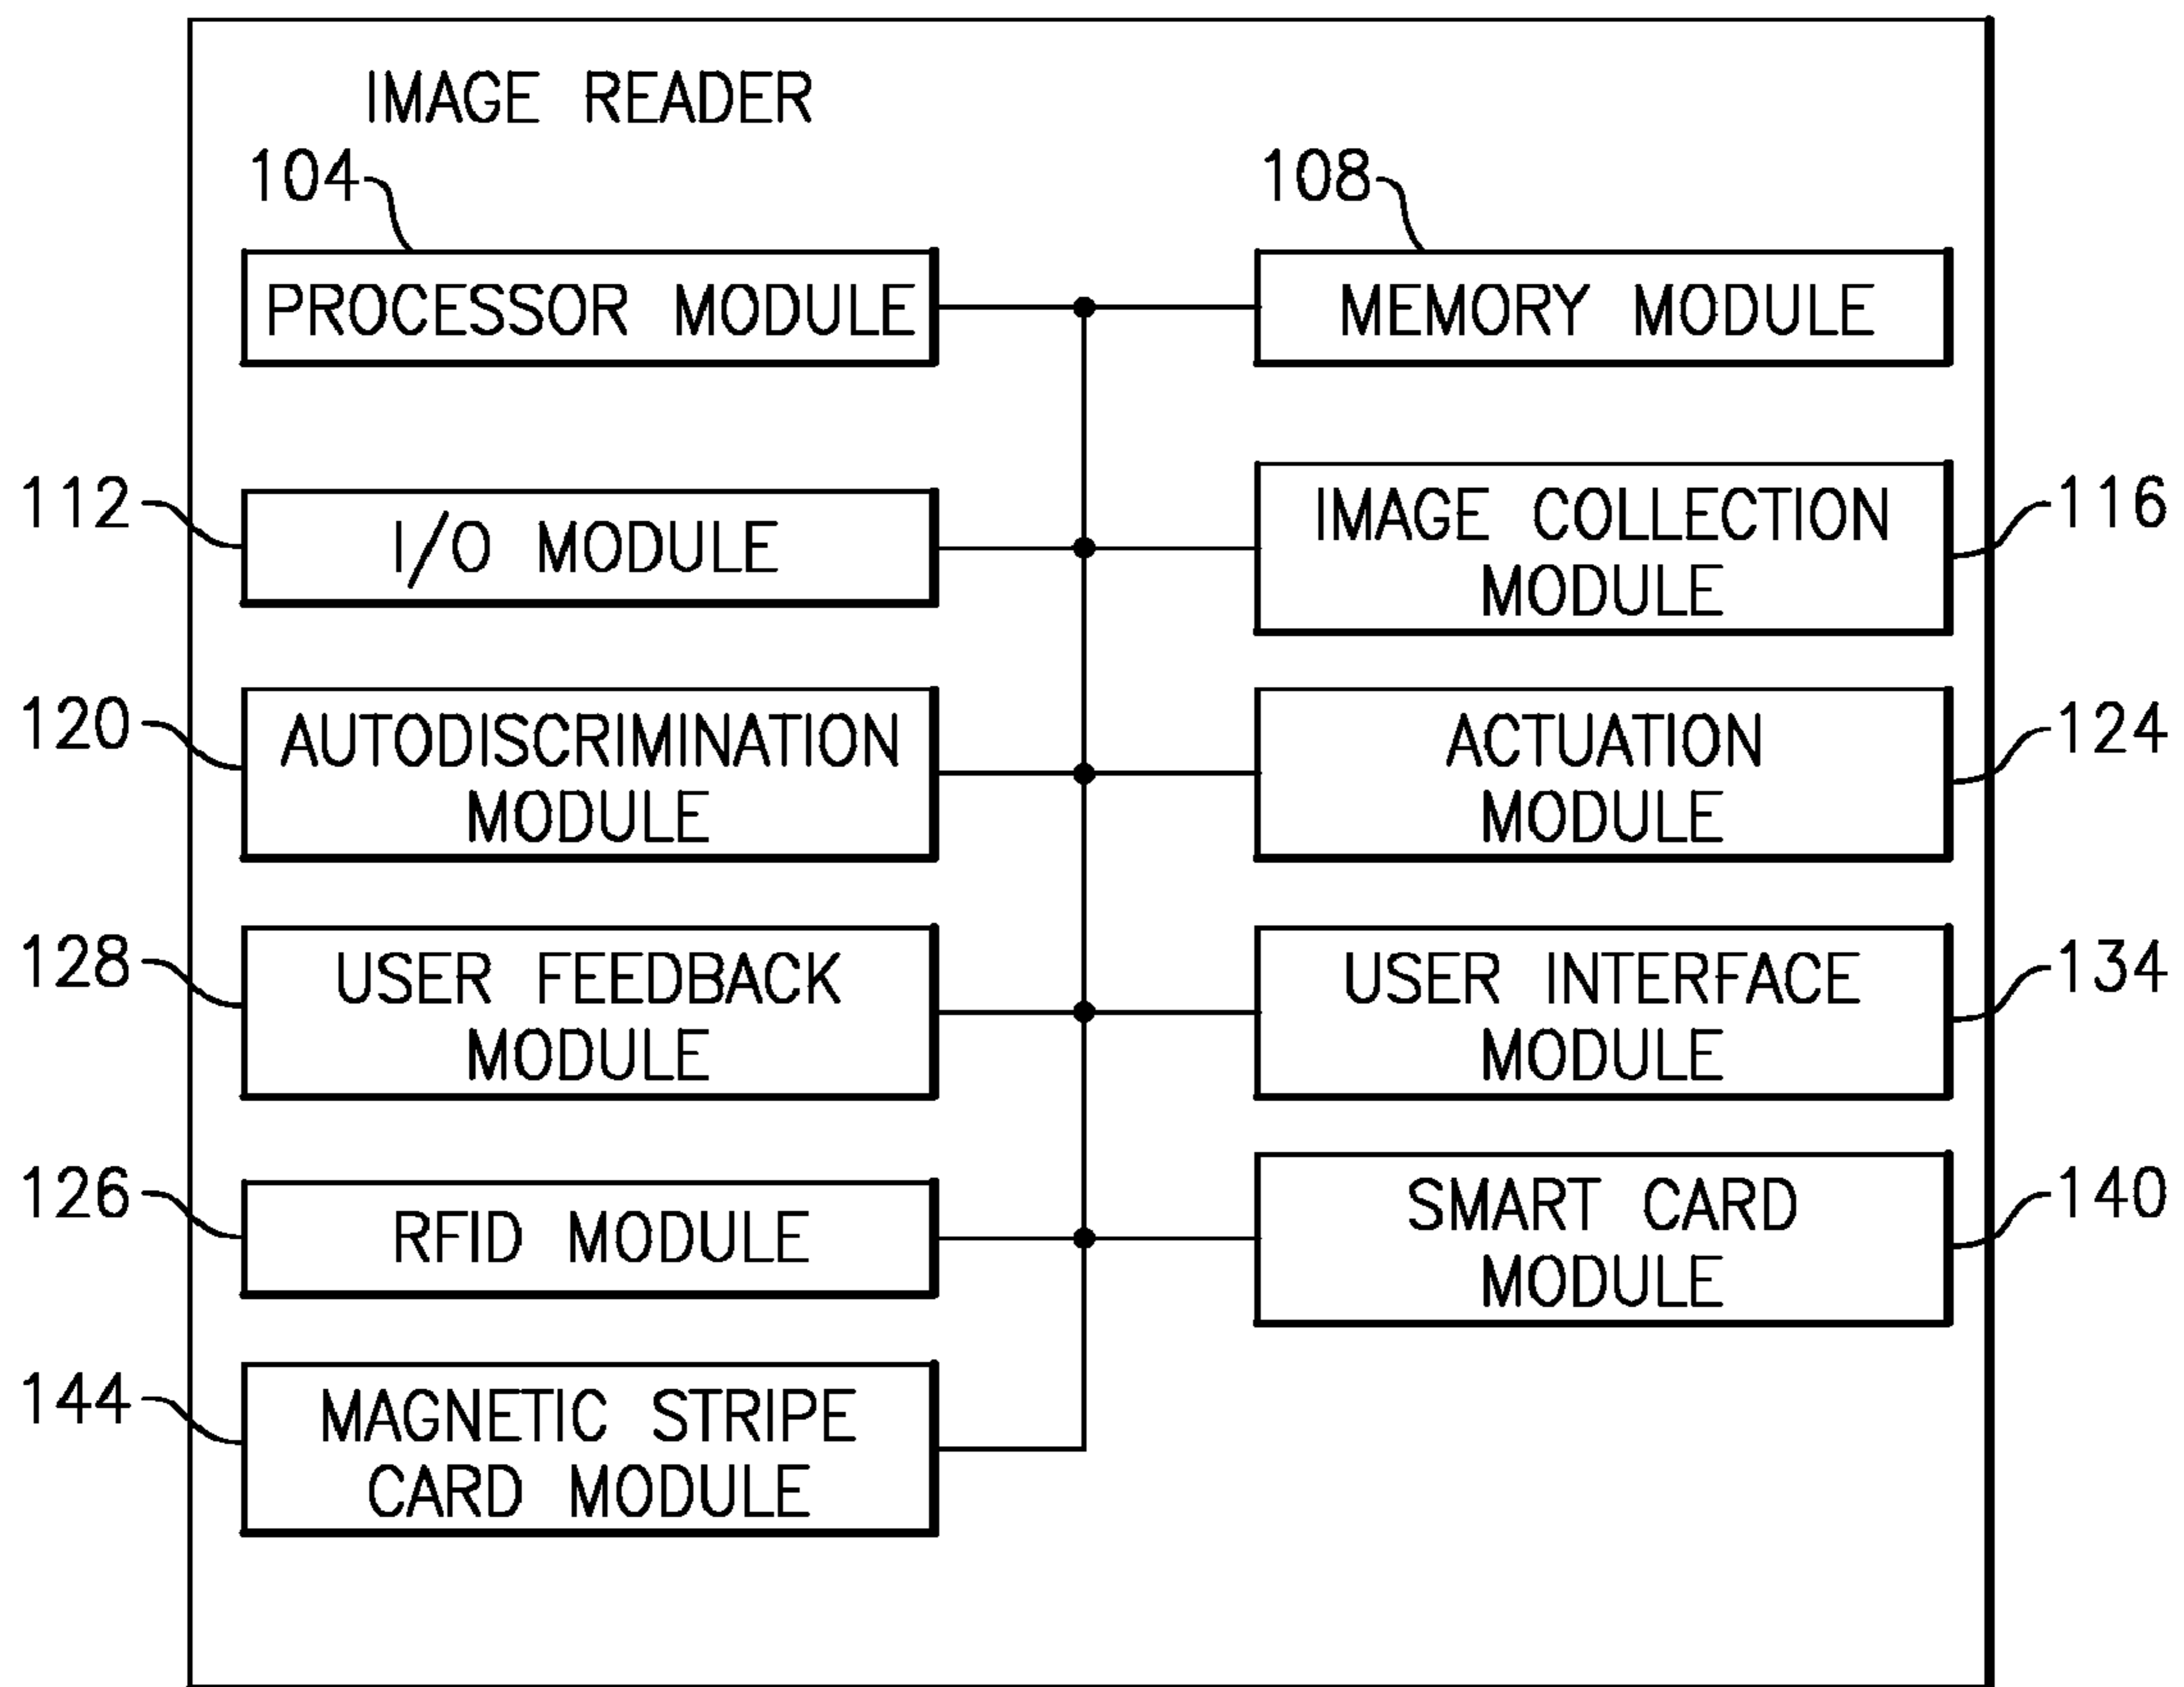 IMAGE READER
104
108
PROCESSOR MODULE
MEMORY MODULE
112
I/O MODULE
IMAGE COLLECTION
MODULE
116
120
AUTODISCRIMINATION
MODULE
ACTUATION
MODULE
124
128
USER FEEDBACK
MODULE
USER INTERFACE
MODULE
134
126
RFID MODULE
SMART CARD
MODULE
140
144
MAGNETIC STRIPE
CARD MODULE